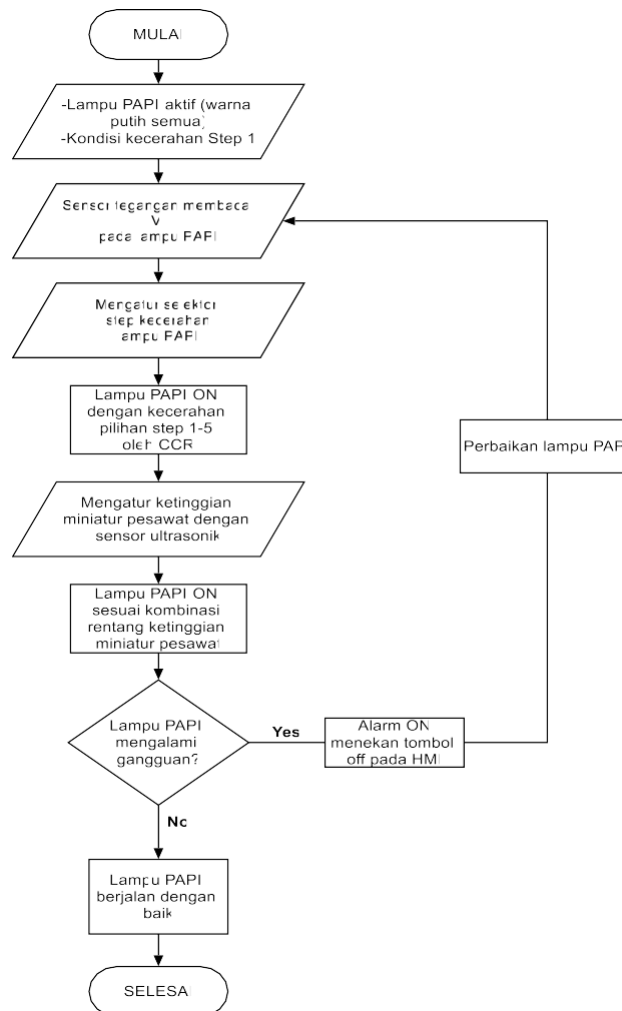 MULAI
-Lampu PAPI aktif (warna
putih semua)
-Kondisi kecerahan Step 1
Sensor tegangan membaca
V
pada lampu PAPI
Mengatur selektor
step kecerahan
lampu PAPI
Lampu PAPI ON
dengan kecerahan
pilihan step 1-5
oleh CCR
Mengatur ketinggian
miniatur pesawat dengan
sensor ultrasonik
Lampu PAPI ON
sesuai kombinasi
rentang ketinggian
miniatur pesawat
Lampu PAPI
mengalami
gangguan?
Yes
Alarm ON
menekan tombol
off pada HMI
Perbaikan lampu PAPI
No
Lampu PAPI
berjalan dengan
baik
SELESAI